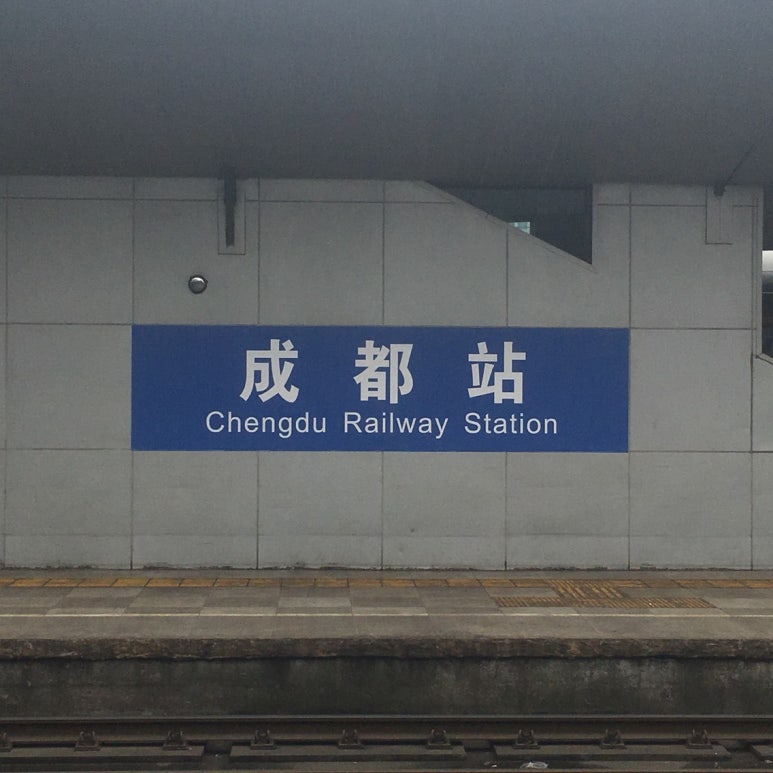 成都站
Chengdu Railway Station